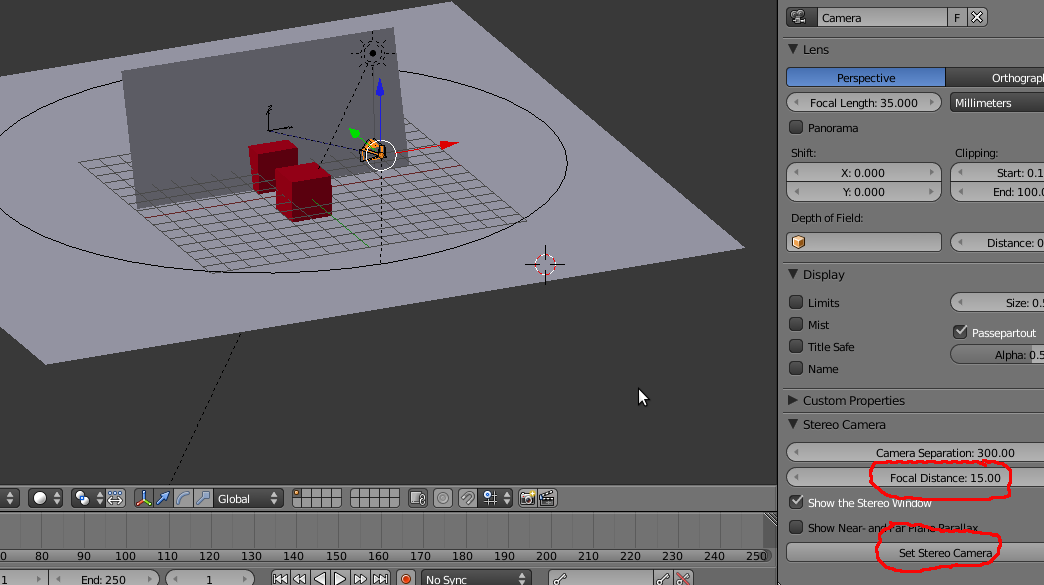 Camera
F
Lens
Perspective
Orthograph
Focal Length: 35.000
Millimeters
Panorama
Shift:
Clipping:
X: 0.000
Start: 0.1
Y: 0.000
End: 100.0
Depth of Field:
Distance: 0
Display
Limits
Size: 0.5
Mist
Passepartout
Title Safe
Alpha: 0.5
Name
Custom Properties
Stereo Camera
Camera Separation: 300.00
Focal Distance: 15.00
Show the Stereo Window
Show Near- and Far Plane Parallax
Set Stereo Camera
Global
0 80 90 100 110 120 130 140 150 160 170 180 190 200 210 220 230 240 250
1
End: 250
1
No Sync